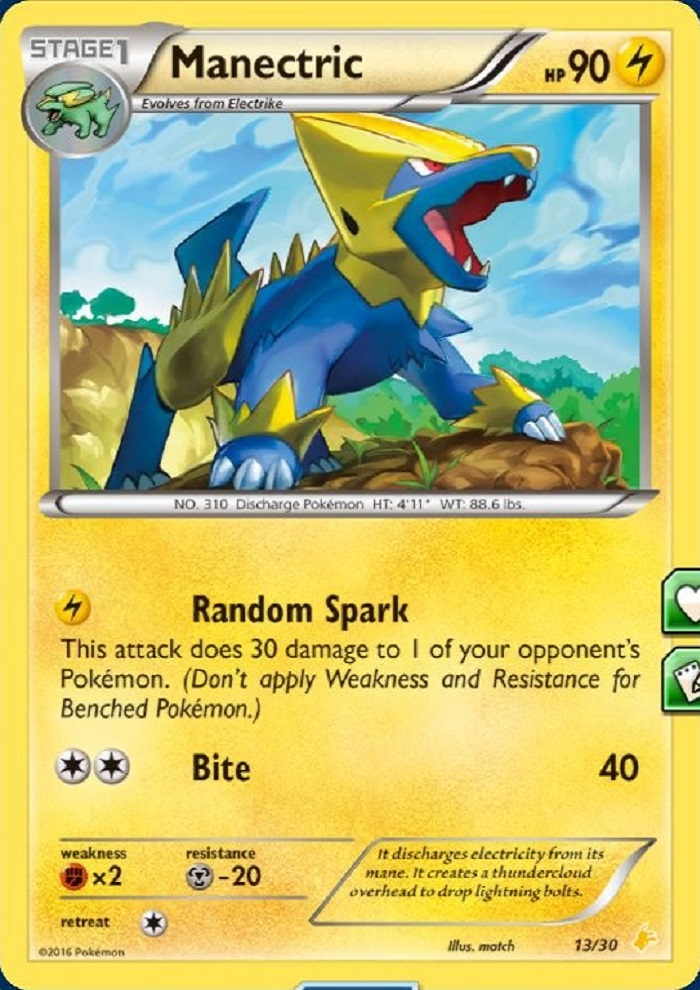 STAGE1
Manectric
HP 90
Evolves from Electrike
NO. 310 Discharge Pokémon HT: 4'11" WT: 88.6 lbs.
Random Spark
This attack does 30 damage to 1 of your opponent's
Pokémon. (Don't apply Weakness and Resistance for
Benched Pokémon.)
Bite 40
weakness resistance
×2 -20
It discharges electricity from its
mane. It creates a thundercloud
overhead to drop lightning bolts.
retreat
©2016 Pokémon
Illus. match 13/30